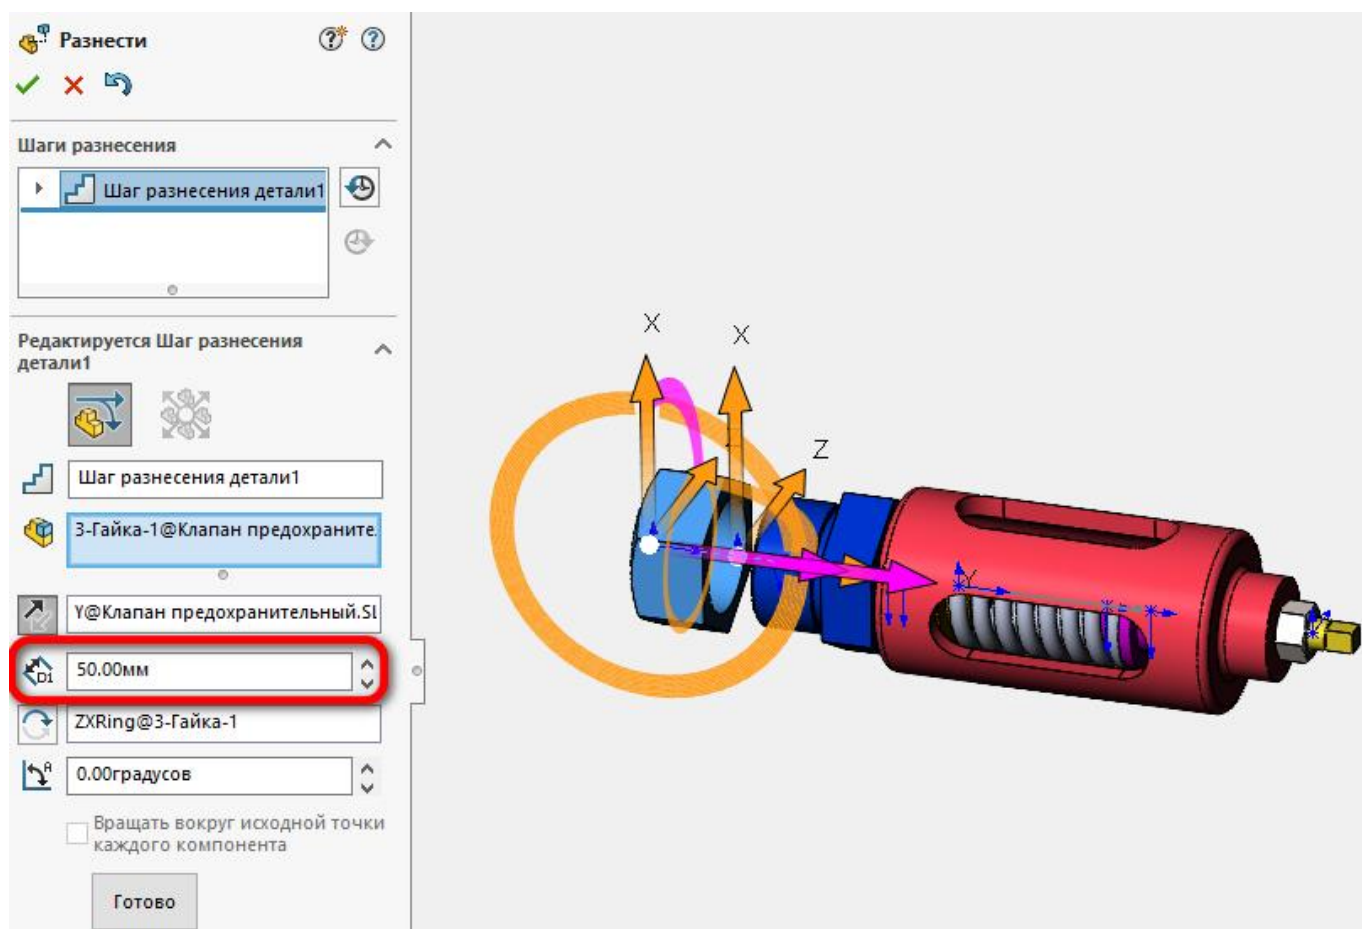 Разнести
Шаги разнесения
Шаг разнесения детали1
Редактируется Шаг разнесения
детали1
Шаг разнесения детали1
3-Гайка-1@Клапан предохраните
Y@Клапан предохранительный.SL
D1
50.00мм
ZXRing@3-Гайка-1
A
0.00градусов
Вращать вокруг исходной точки
каждого компонента
Готово
X
X
Z
Y